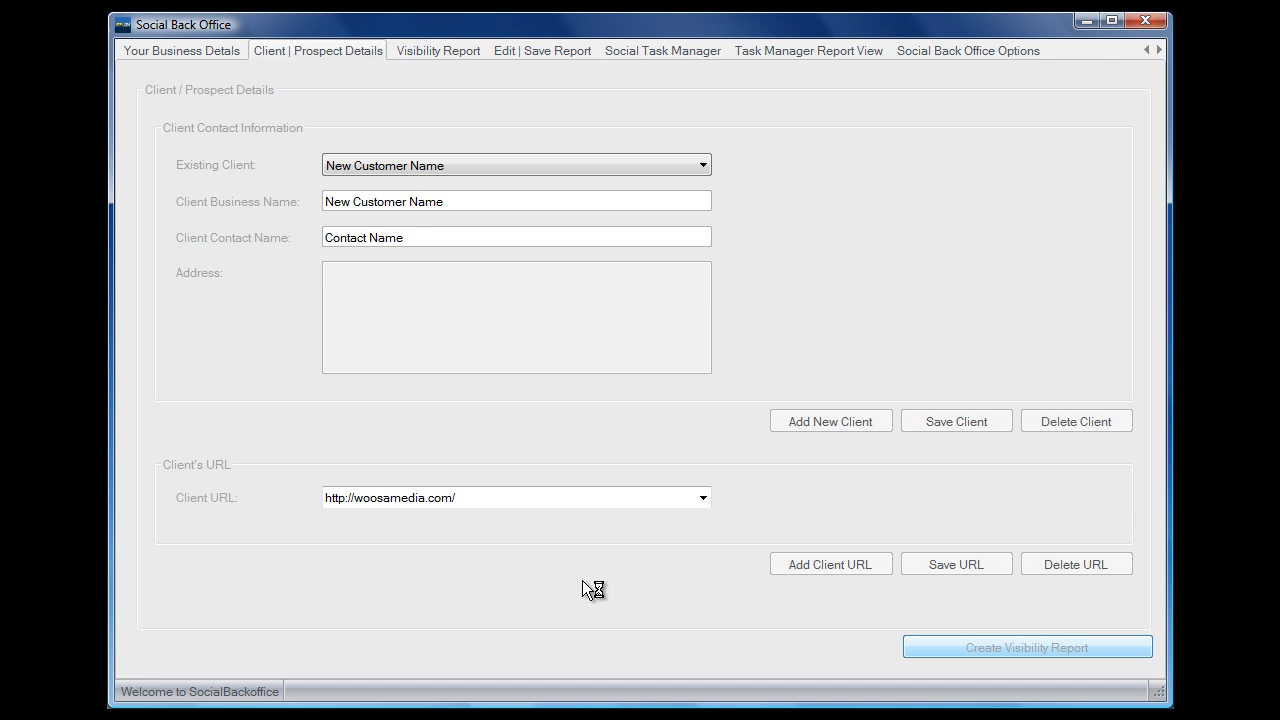 Social Back Office
Your Business Details Client | Prospect Details Visibility Report Edit | Save Report Social Task Manager Task Manager Report View Social Back Office Options
Client / Prospect Details
Client Contact Information
Existing Client: New Customer Name
Client Business Name: New Customer Name
Client Contact Name: Contact Name
Address:
Add New Client Save Client Delete Client
Client's URL
Client URL: http://woosamedia.com/
Add Client URL Save URL Delete URL
Create Visibility Report
Welcome to SocialBackoffice